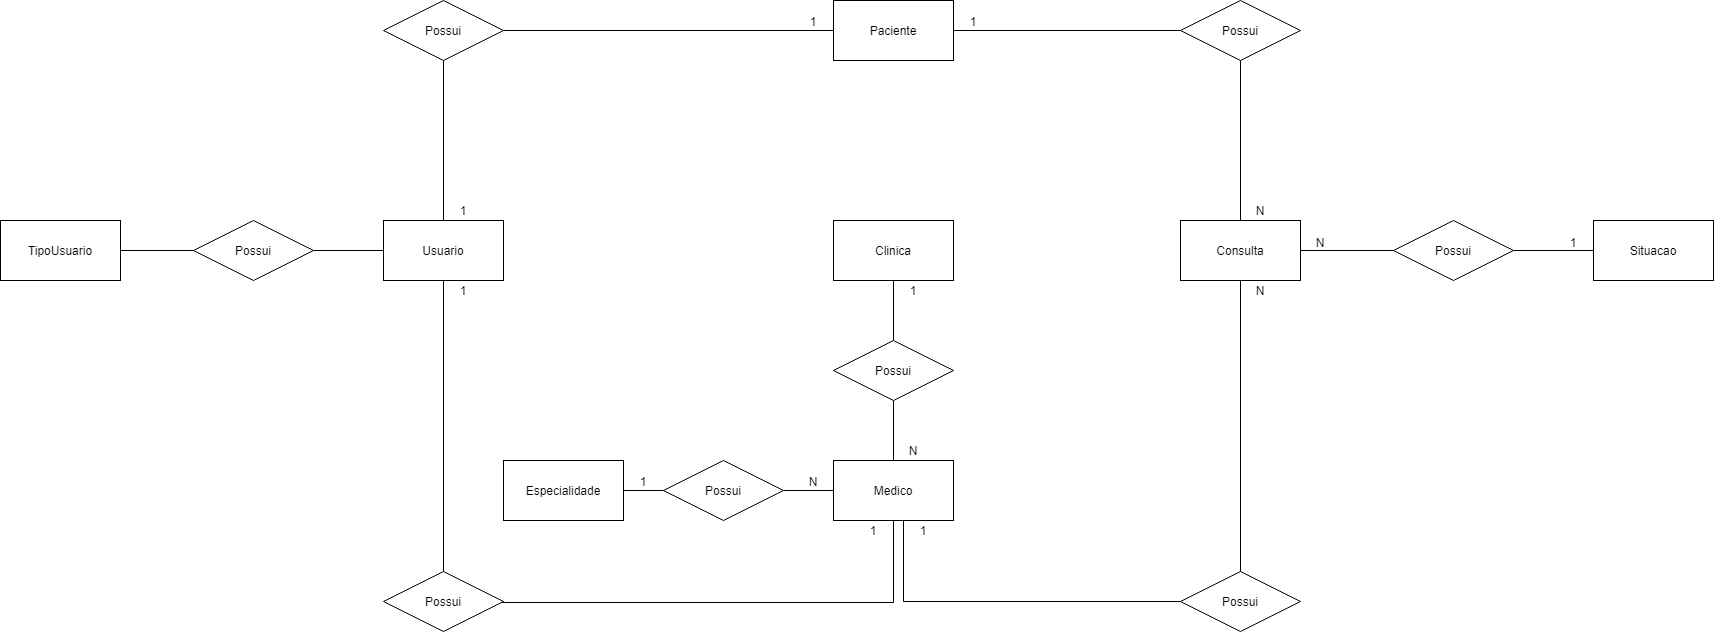 Possui
1
Paciente
1
Possui
1
N
TipoUsuario
Possui
Usuario
Clinica
Consulta
N
Possui
1
Situacao
1
1
N
Possui
N
Especialidade
1
Possui
N
Medico
1
1
Possui
Possui